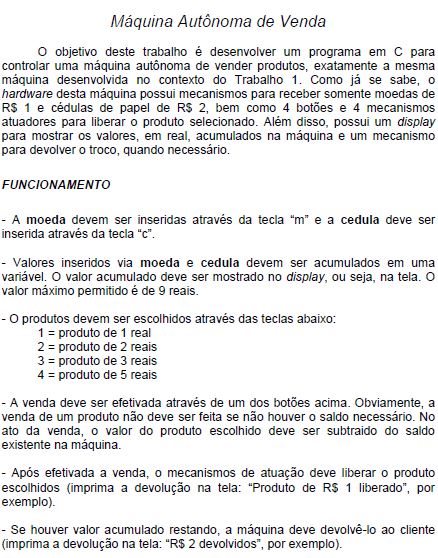 Máquina Autônoma de Venda
O objetivo deste trabalho é desenvolver um programa em C para
controlar uma máquina autônoma de vender produtos, exatamente a mesma
máquina desenvolvida no contexto do Trabalho 1. Como já se sabe, o
hardware desta máquina possui mecanismos para receber somente moedas de
R$ 1 e cédulas de papel de R$ 2, bem como 4 botões e 4 mecanismos
atuadores para liberar o produto selecionado. Além disso, possui um display
para mostrar os valores, em real, acumulados na máquina e um mecanismo
para devolver o troco, quando necessário.
FUNCIONAMENTO
- A moeda devem ser inseridas através da tecla “m” e a cedula deve ser
inserida através da tecla “c”.
- Valores inseridos via moeda e cedula devem ser acumulados em uma
variável. O valor acumulado deve ser mostrado no display, ou seja, na tela. O
valor máximo permitido é de 9 reais.
- O produtos devem ser escolhidos através das teclas abaixo:
1 = produto de 1 real
2 = produto de 2 reais
3 = produto de 3 reais
4 = produto de 5 reais
- A venda deve ser efetivada através de um dos botões acima. Obviamente, a
venda de um produto não deve ser feita se não houver o saldo necessário. No
ato da venda, o valor do produto escolhido deve ser subtraido do saldo
existente na máquina.
- Após efetivada a venda, o mecanismos de atuação deve liberar o produto
escolhidos (imprima a devolução na tela: “Produto de R$ 1 liberado”, por
exemplo).
- Se houver valor acumulado restando, a máquina deve devolvê-lo ao cliente
(imprima a devolução na tela: “R$ 2 devolvidos”, por exemplo).